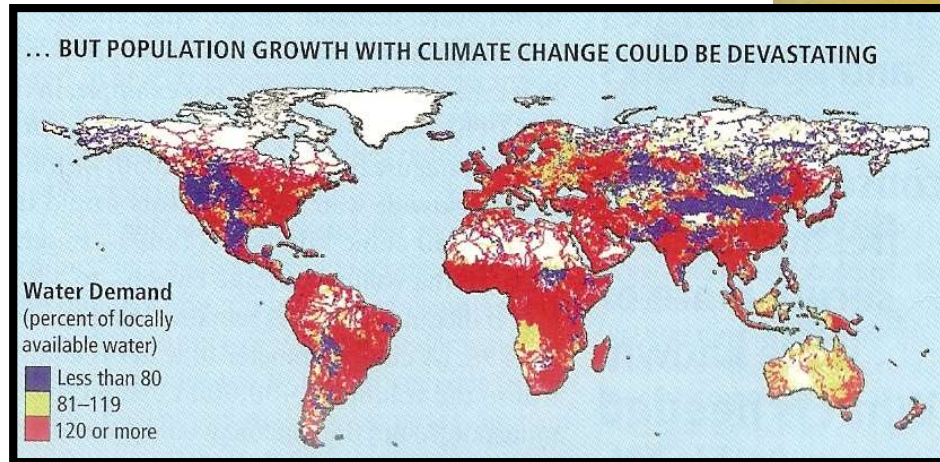 ... BUT POPULATION GROWTH WITH CLIMATE CHANGE COULD BE DEVASTATING
Water Demand
(percent of locally
available water)
Less than 80
81–119
120 or more